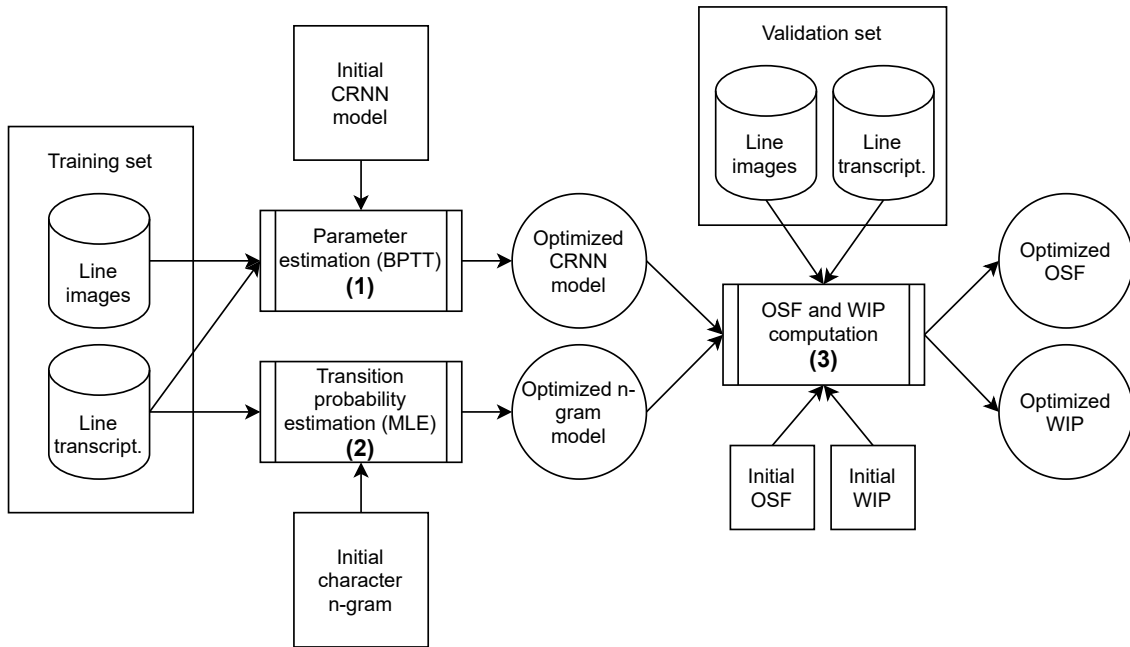 Training set
Line
images
Line
transcript.
Initial
CRNN
model
Parameter
estimation (BPTT)
(1)
Transition
probability
estimation (MLE)
(2)
Initial
character
n-gram
Optimized
CRNN
model
Optimized n-
gram model
Validation set
Line
images
Line
transcript.
OSF and WIP
computation
(3)
Initial
OSF
Initial
WIP
Optimized
OSF
Optimized
WIP